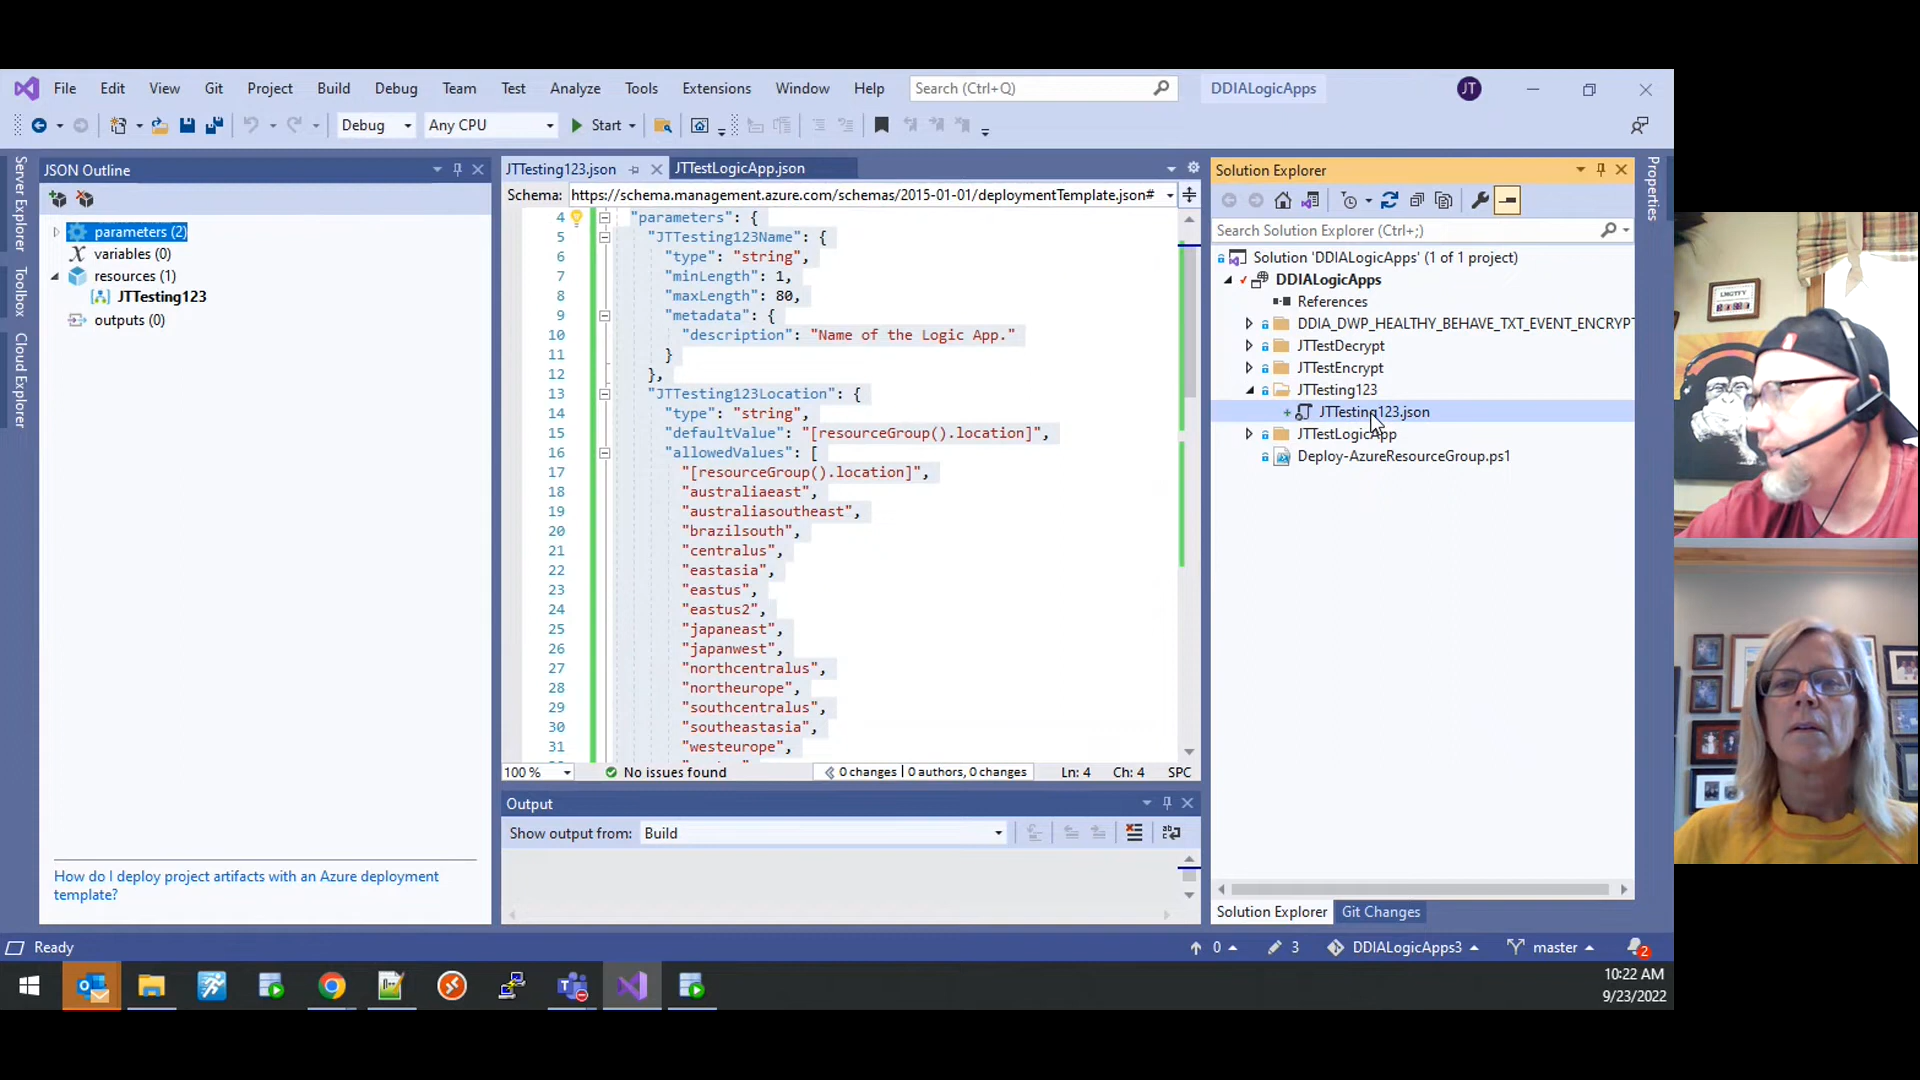 File Edit View Git Project Build Debug Team Test Analyze Tools Extensions Window Help Search (Ctrl+Q) DDIALogicApps JT
Debug Any CPU Start
Server Explorer
Toolbox
Cloud Explorer
JSON Outline
parameters (2)
variables (0)
resources (1)
JTTesting123
outputs (0)
How do I deploy project artifacts with an Azure deployment
template?
JTTesting123.json JTTestLogicApp.json
Schema: https://schema.management.azure.com/schemas/2015-01-01/deploymentTemplate.json#
4 "parameters": {
5 "JTTesting123Name": {
6 "type": "string",
7 "minLength": 1,
8 "maxLength": 80,
9 "metadata": {
10 "description": "Name of the Logic App."
11 }
12 },
13 "JTTesting123Location": {
14 "type": "string",
15 "defaultValue": "[resourceGroup().location]",
16 "allowedValues": [
17 "[resourceGroup().location]",
18 "australiaeast",
19 "australiasoutheast",
20 "brazilsouth",
21 "centralus",
22 "eastasia",
23 "eastus",
24 "eastus2",
25 "japaneast",
26 "japanwest",
27 "northcentralus",
28 "northeurope",
29 "southcentralus",
30 "southeastasia",
31 "westeurope",
100 % No issues found 0 changes | 0 authors, 0 changes Ln: 4 Ch: 4 SPC
Output
Show output from: Build
Solution Explorer
Search Solution Explorer (Ctrl+;)
Solution 'DDIALogicApps' (1 of 1 project)
DDIALogicApps
References
DDIA_DWP_HEALTHY_BEHAVE_TXT_EVENT_ENCRYPT
JTTestDecrypt
JTTestEncrypt
JTTesting123
JTTesting123.json
JTTestLogicApp
Deploy-AzureResourceGroup.ps1
Solution Explorer Git Changes
Properties
Ready 0 3 DDIALogicApps3 master 2
10:22 AM
9/23/2022
LMGTFY